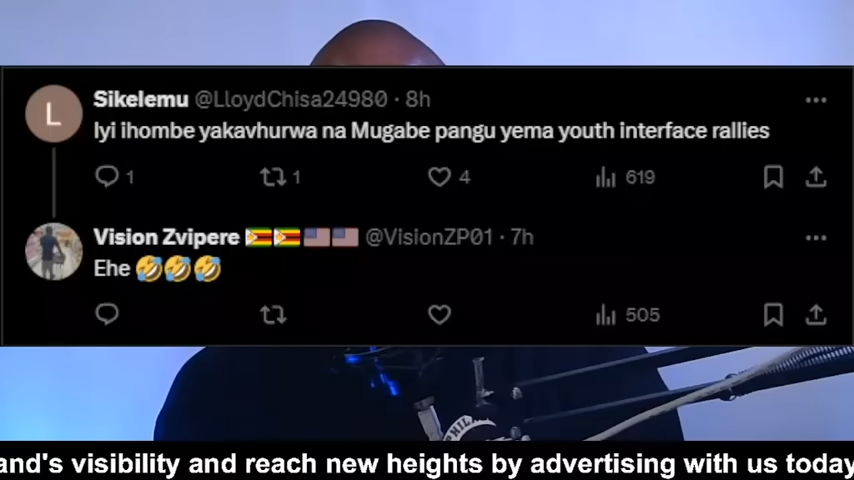 L
Sikelemu @LloydChisa24980 · 8h
Iyi ihombe yakavhurwa na Mugabe pangu yema youth interface rallies
1 1 4 619
Vision Zvipere 🇿🇼🇿🇼🇺🇸🇺🇸 @VisionZP01 · 7h
Ehe 🤣🤣🤣
505
PHIL
and's visibility and reach new heights by advertising with us today